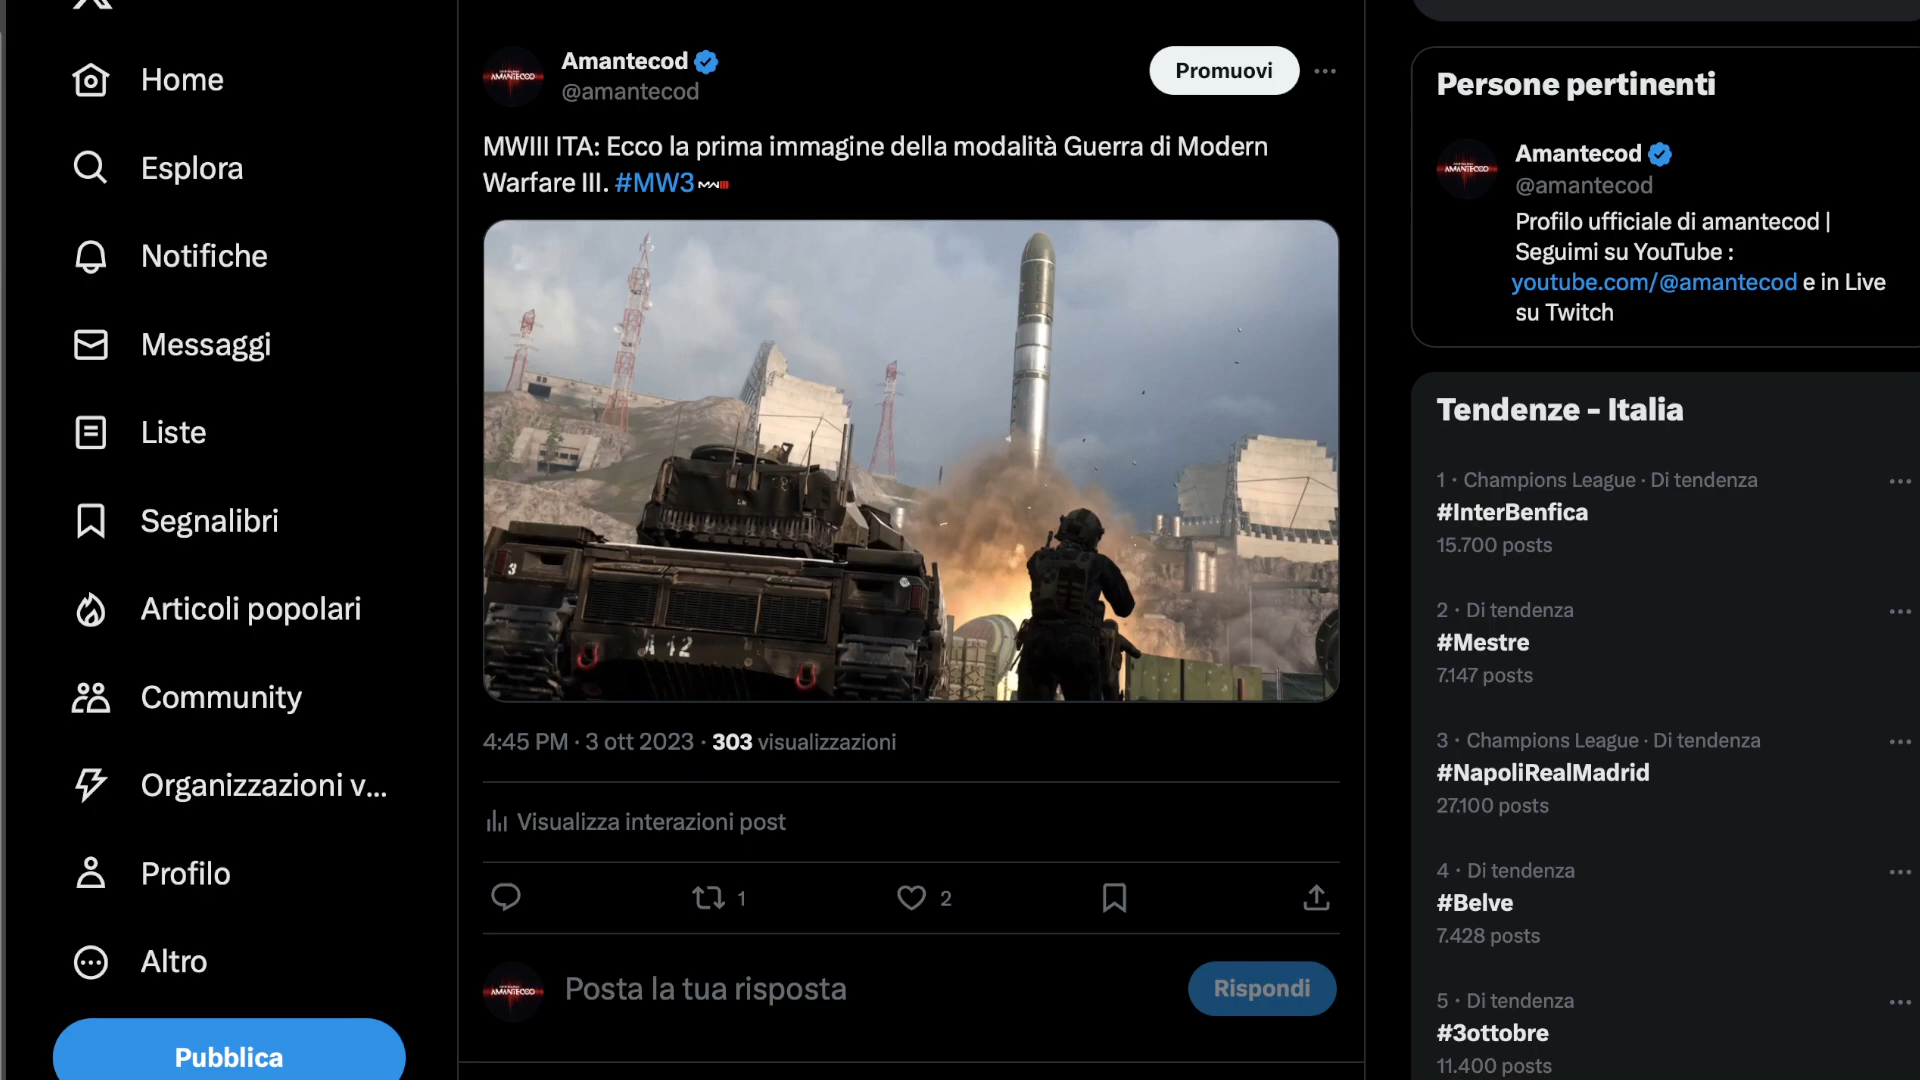 Home
Esplora
Notifiche
Messaggi
Liste
Segnalibri
Articoli popolari
Community
Organizzazioni v...
Profilo
Altro
Pubblica
AMANTECOD
Amantecod
@amantecod
Promuovi
MWIII ITA: Ecco la prima immagine della modalità Guerra di Modern
Warfare III. #MW3
3
A 42
4:45 PM · 3 ott 2023 · 303 visualizzazioni
Visualizza interazioni post
1
2
AMANTECOD
Posta la tua risposta
Rispondi
Persone pertinenti
AMANTECOD
Amantecod
@amantecod
Profilo ufficiale di amantecod |
Seguimi su YouTube :
youtube.com/@amantecod e in Live
su Twitch
Tendenze - Italia
1 · Champions League · Di tendenza
#InterBenfica
15.700 posts
2 · Di tendenza
#Mestre
7.147 posts
3 · Champions League · Di tendenza
#NapoliRealMadrid
27.100 posts
4 · Di tendenza
#Belve
7.428 posts
5 · Di tendenza
#3ottobre
11.400 posts